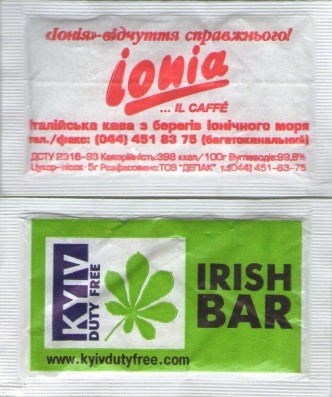 «Іонія»-відчуття справжнього!
іонія
... IL CAFFÉ
Італійська кава з берегів Іонічного моря
тел./факс: (044) 451 83 75 (багатоканальний)
ДСТУ 2316-93 Калорійність:398 ккал/100г Вуглеводів:99,8%
Цукор-пісок 5г Розфасовано:ТОВ "ДЕПАК" т.:(044) 451-83-75
KYIV
DUTY FREE
IRISH
BAR
www.kyivdutyfree.com